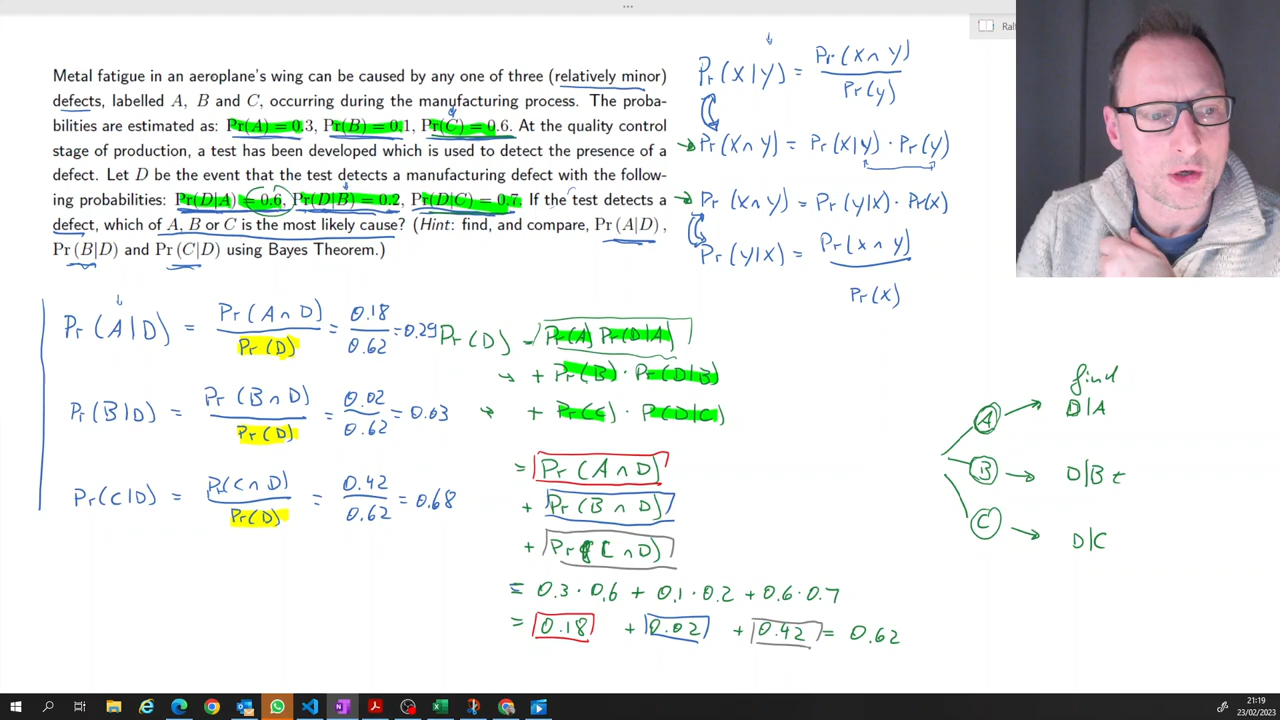 Metal fatigue in an aeroplane's wing can be caused by any one of three (relatively minor)
defects, labelled A, B and C, occurring during the manufacturing process. The proba-
bilities are estimated as: Pr(A) = 0.3, Pr(B) = 0.1, Pr(C) = 0.6. At the quality control
stage of production, a test has been developed which is used to detect the presence of a
defect. Let D be the event that the test detects a manufacturing defect with the follow-
ing probabilities: Pr(D|A) = 0.6, Pr(D|B) = 0.2, Pr(D|C) = 0.7. If the test detects a
defect, which of A, B or C is the most likely cause? (Hint: find, and compare, Pr (A|D) ,
Pr (B|D) and Pr (C|D) using Bayes Theorem.)
Pr (X|Y) = Pr (X ∩ Y) / Pr (Y)
Pr (X ∩ Y) = Pr (X|Y) · Pr (Y)
Pr (X ∩ Y) = Pr (Y|X) · Pr(X)
Pr (Y|X) = Pr (X ∩ Y) / Pr (X)
Pr (A|D) = Pr (A ∩ D) / Pr (D) = 0.18 / 0.62 = 0.29
Pr (B|D) = Pr (B ∩ D) / Pr (D) = 0.02 / 0.62 = 0.03
Pr (C|D) = Pr (C ∩ D) / Pr (D) = 0.42 / 0.62 = 0.68
Pr (D) = Pr(A) Pr(D|A)
+ Pr(B) · Pr(D|B)
+ Pr(C) · Pr(D|C)
= Pr (A ∩ D)
+ Pr (B ∩ D)
+ Pr (C ∩ D)
= 0.3 · 0.6 + 0.1 · 0.2 + 0.6 · 0.7
= 0.18 + 0.02 + 0.42 = 0.62
find
A D|A
B D|B
C D|C
21:19
23/02/2023